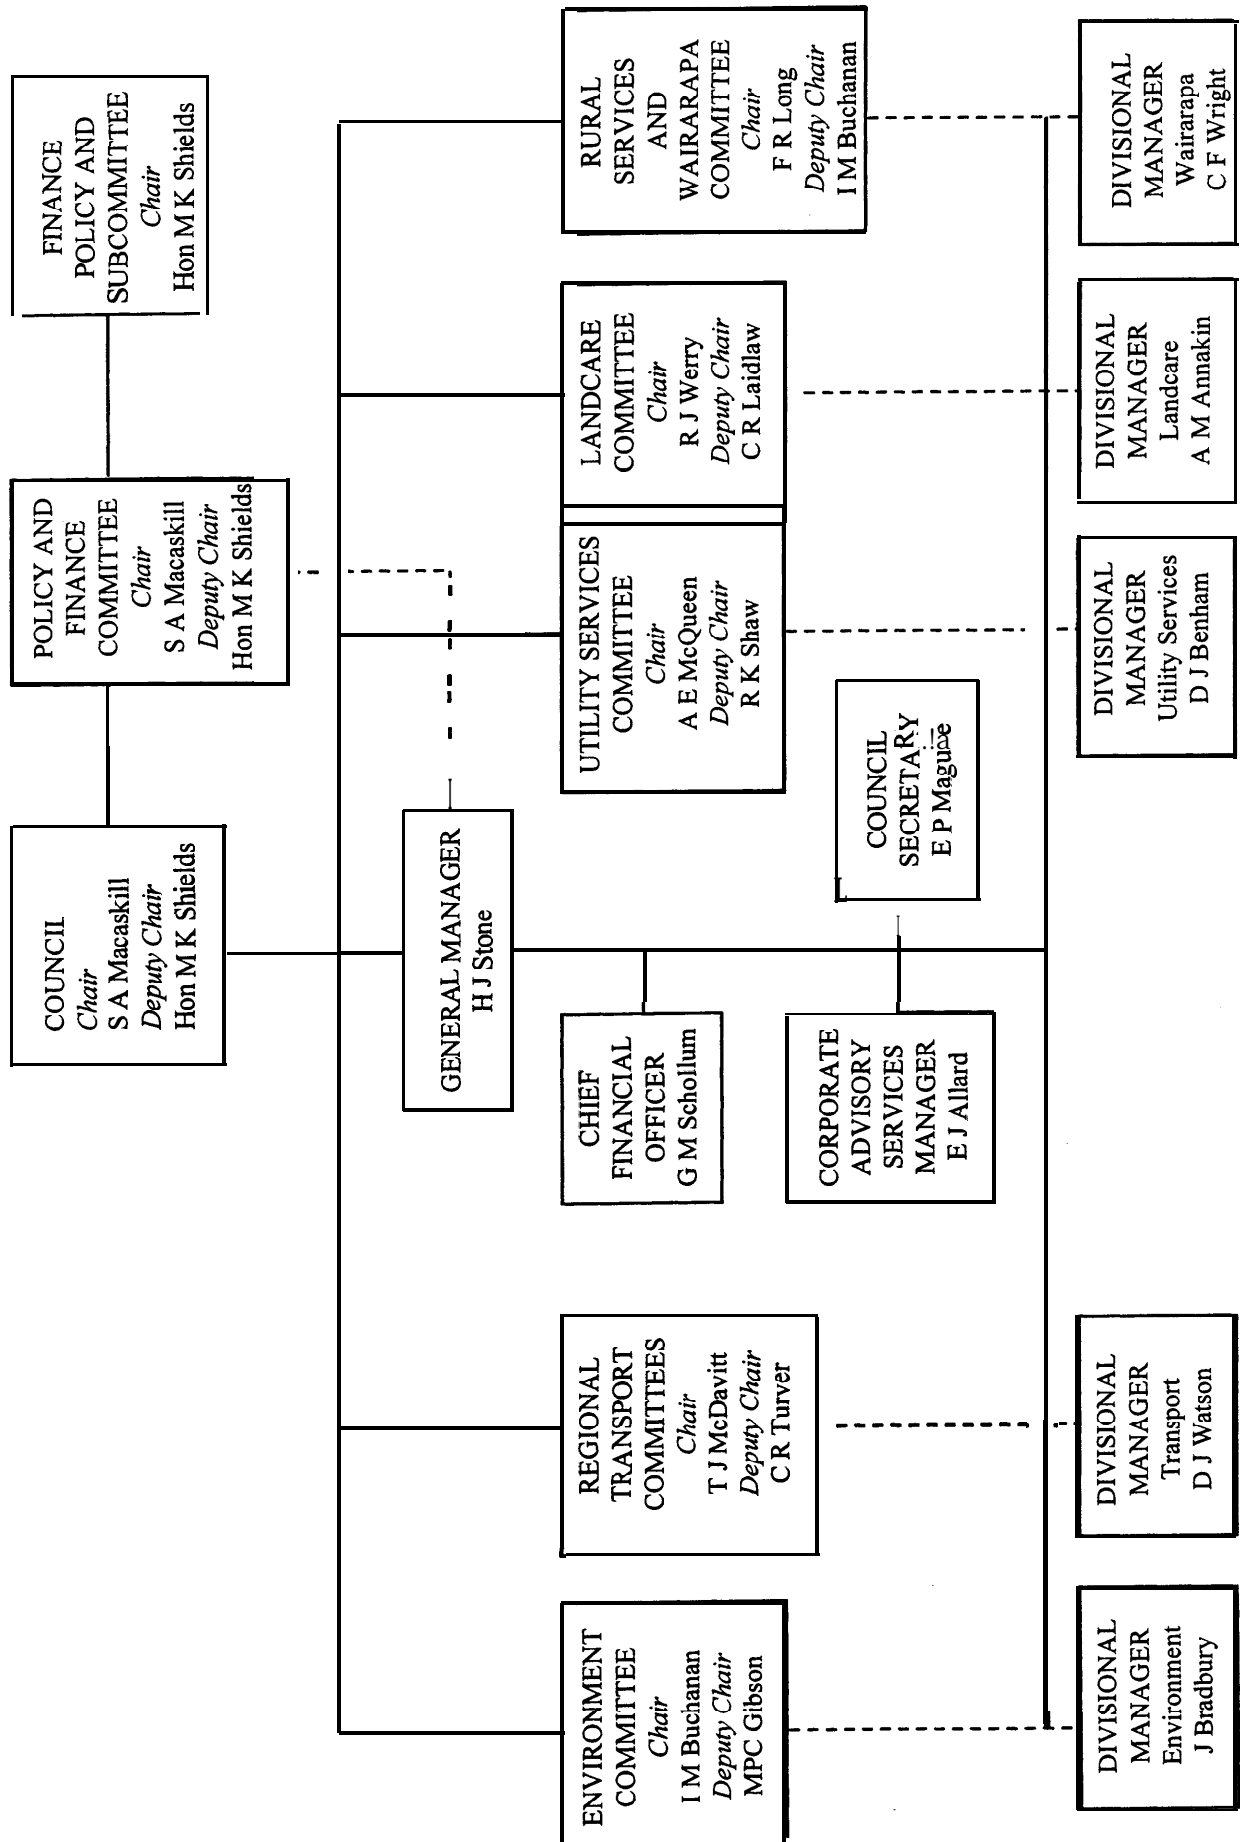 COUNCIL
Chair
S A Macaskill
Deputy Chair
Hon M K Shields
POLICY AND
FINANCE
COMMITTEE
Chair
S A Macaskill
Deputy Chair
Hon M K Shields
FINANCE
POLICY AND
SUBCOMMITTEE
Chair
Hon M K Shields
GENERAL MANAGER
H J Stone
ENVIRONMENT
COMMITTEE
Chair
I M Buchanan
Deputy Chair
MPC Gibson
REGIONAL
TRANSPORT
COMMITTEES
Chair
T J McDavitt
Deputy Chair
C R Turver
CHIEF
FINANCIAL
OFFICER
G M Schollum
UTILITY SERVICES
COMMITTEE
Chair
A E McQueen
Deputy Chair
R K Shaw
LANDCARE
COMMITTEE
Chair
R J Werry
Deputy Chair
C R Laidlaw
RURAL
SERVICES
AND
WAIRARAPA
COMMITTEE
Chair
F R Long
Deputy Chair
I M Buchanan
CORPORATE
ADVISORY
SERVICES
MANAGER
E J Allard
COUNCIL
SECRETARY
E P Maguire
DIVISIONAL
MANAGER
Environment
J Bradbury
DIVISIONAL
MANAGER
Transport
D J Watson
DIVISIONAL
MANAGER
Utility Services
D J Benham
DIVISIONAL
MANAGER
Landcare
A M Annakin
DIVISIONAL
MANAGER
Wairarapa
C F Wright